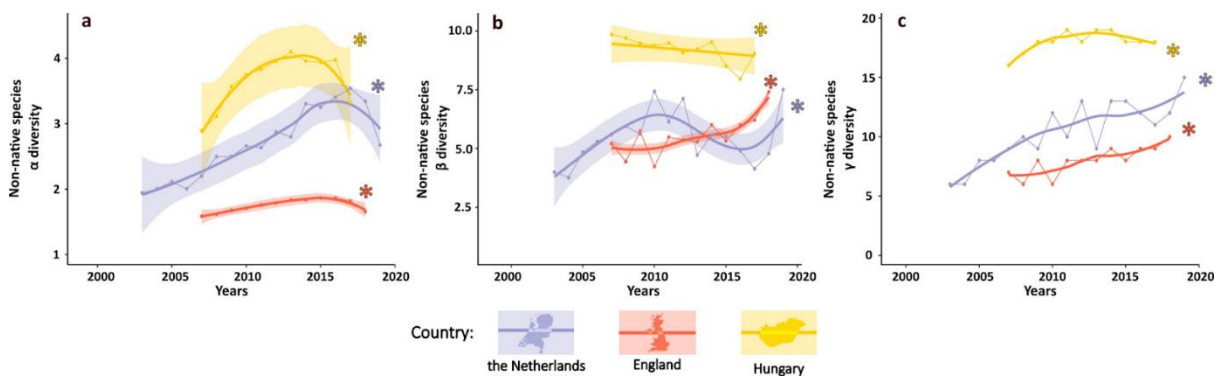 a
Non-native species
α diversity
4
3
2
1
2000 2005 2010 2015 2020
Years
b
Non-native species
β diversity
10.0
7.5
5.0
2.5
2000 2005 2010 2015 2020
Years
c
Non-native species
γ diversity
20
15
10
5
0
2000 2005 2010 2015 2020
Years
Country:
the Netherlands England Hungary